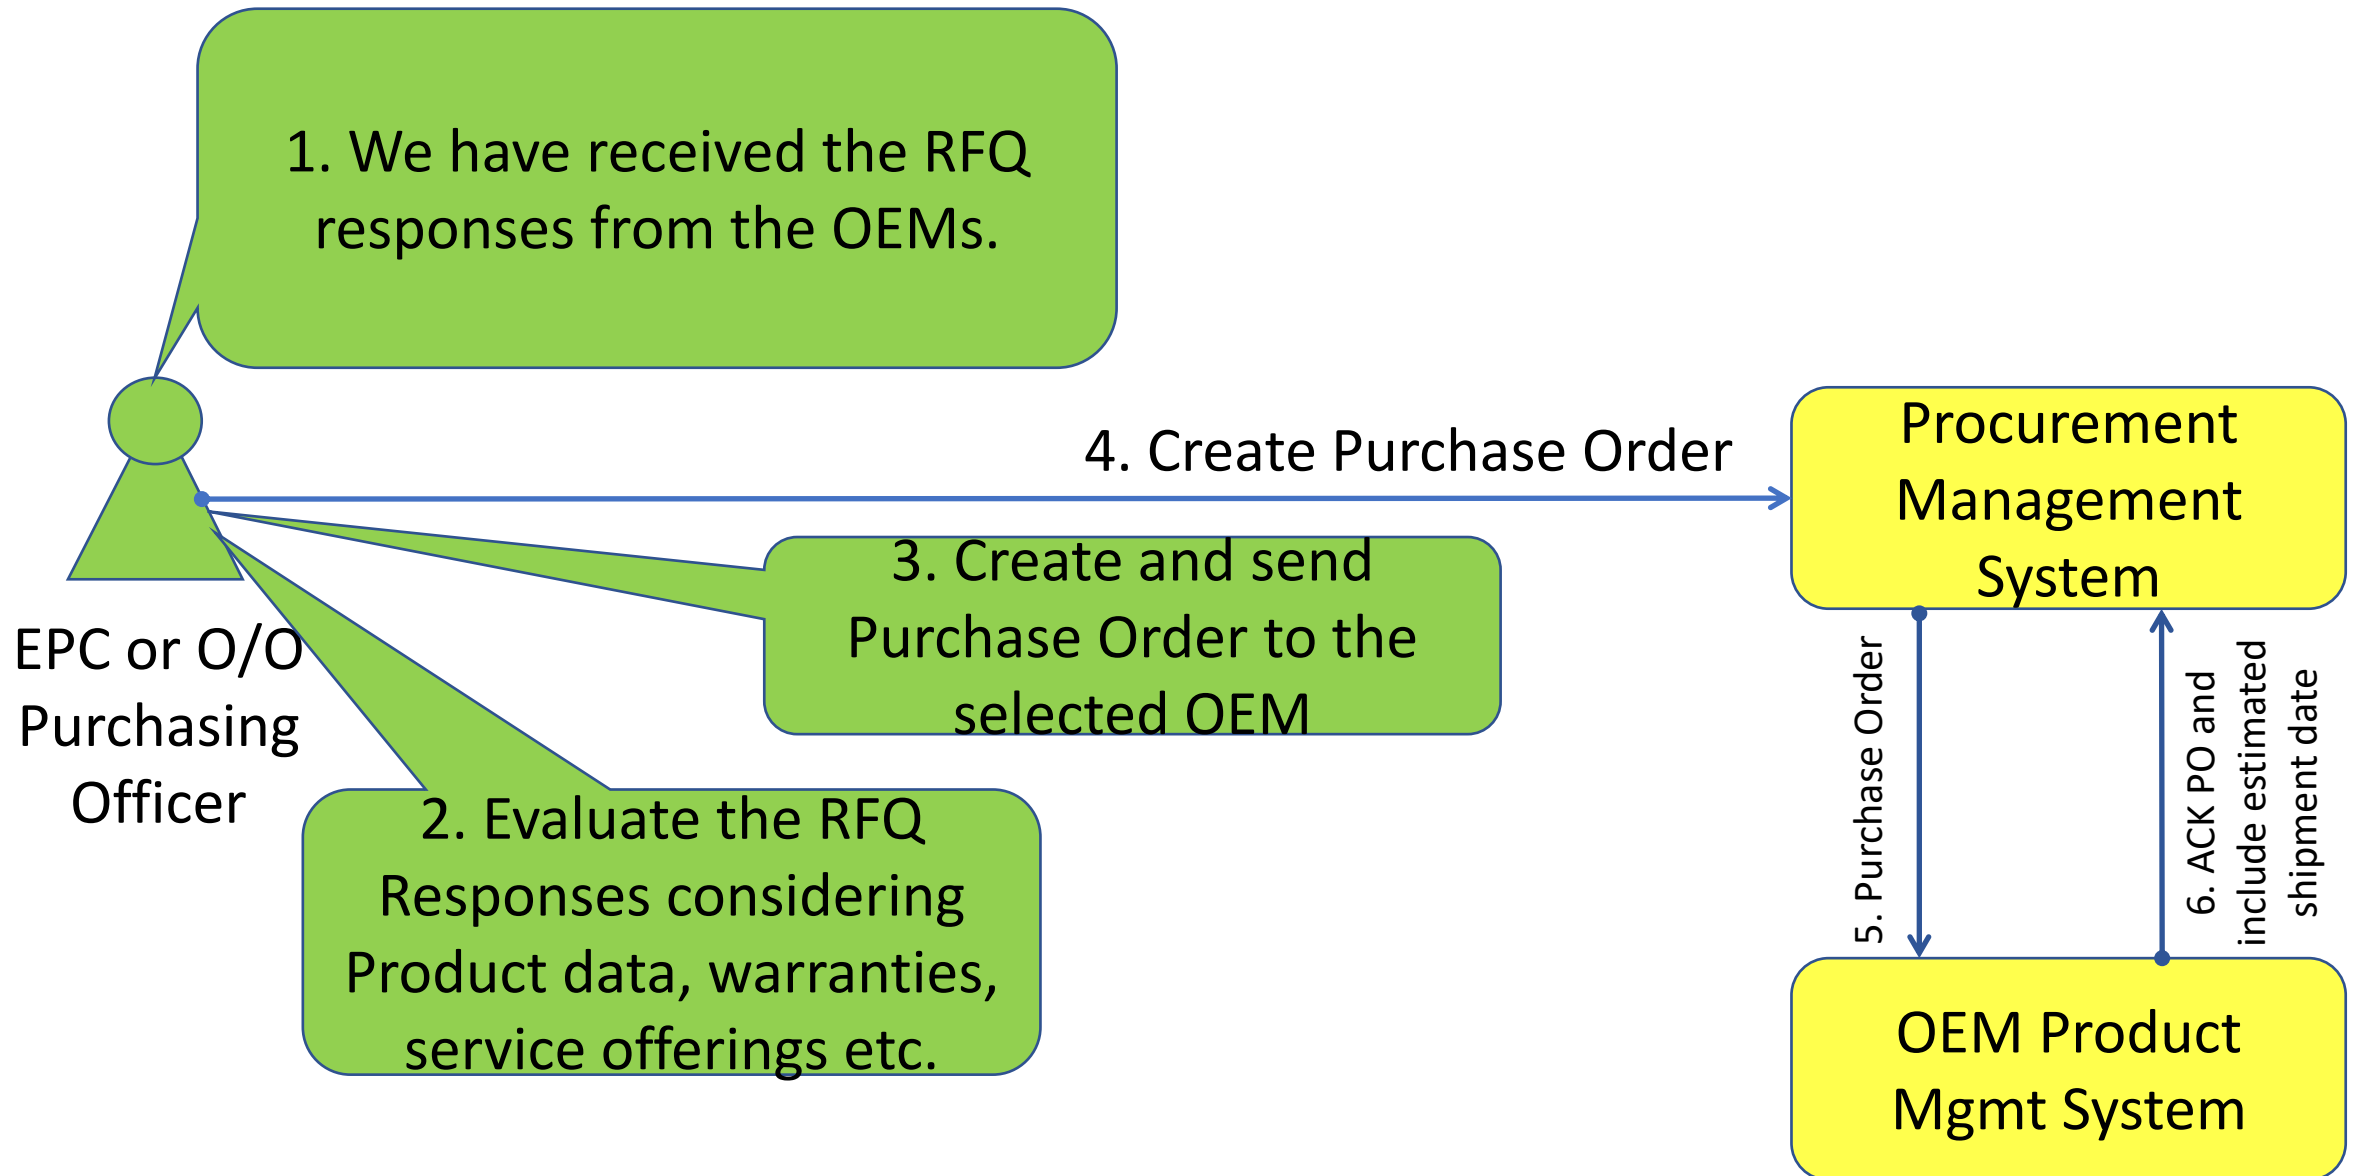 1. We have received the RFQ
responses from the OEMs.
4. Create Purchase Order
Procurement
Management
System
3. Create and send
Purchase Order to the
selected OEM
EPC or O/O
Purchasing
Officer
2. Evaluate the RFQ
Responses considering
Product data, warranties,
service offerings etc.
5. Purchase Order
6. ACK PO and
include estimated
shipment date
OEM Product
Mgmt System